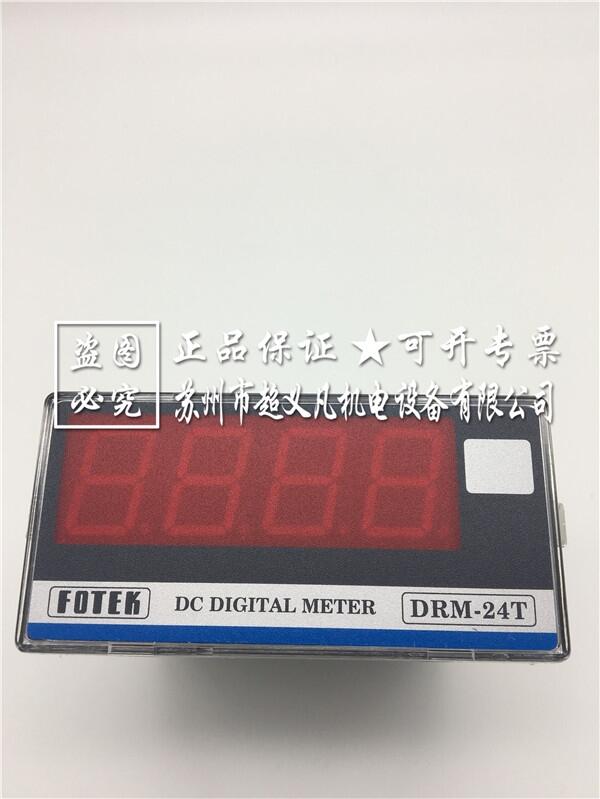 盗图
必究
正品保证★可开专票
苏州市超义凡机电设备有限公司
8888
FOTEK
DC DIGITAL METER
DRM-24T